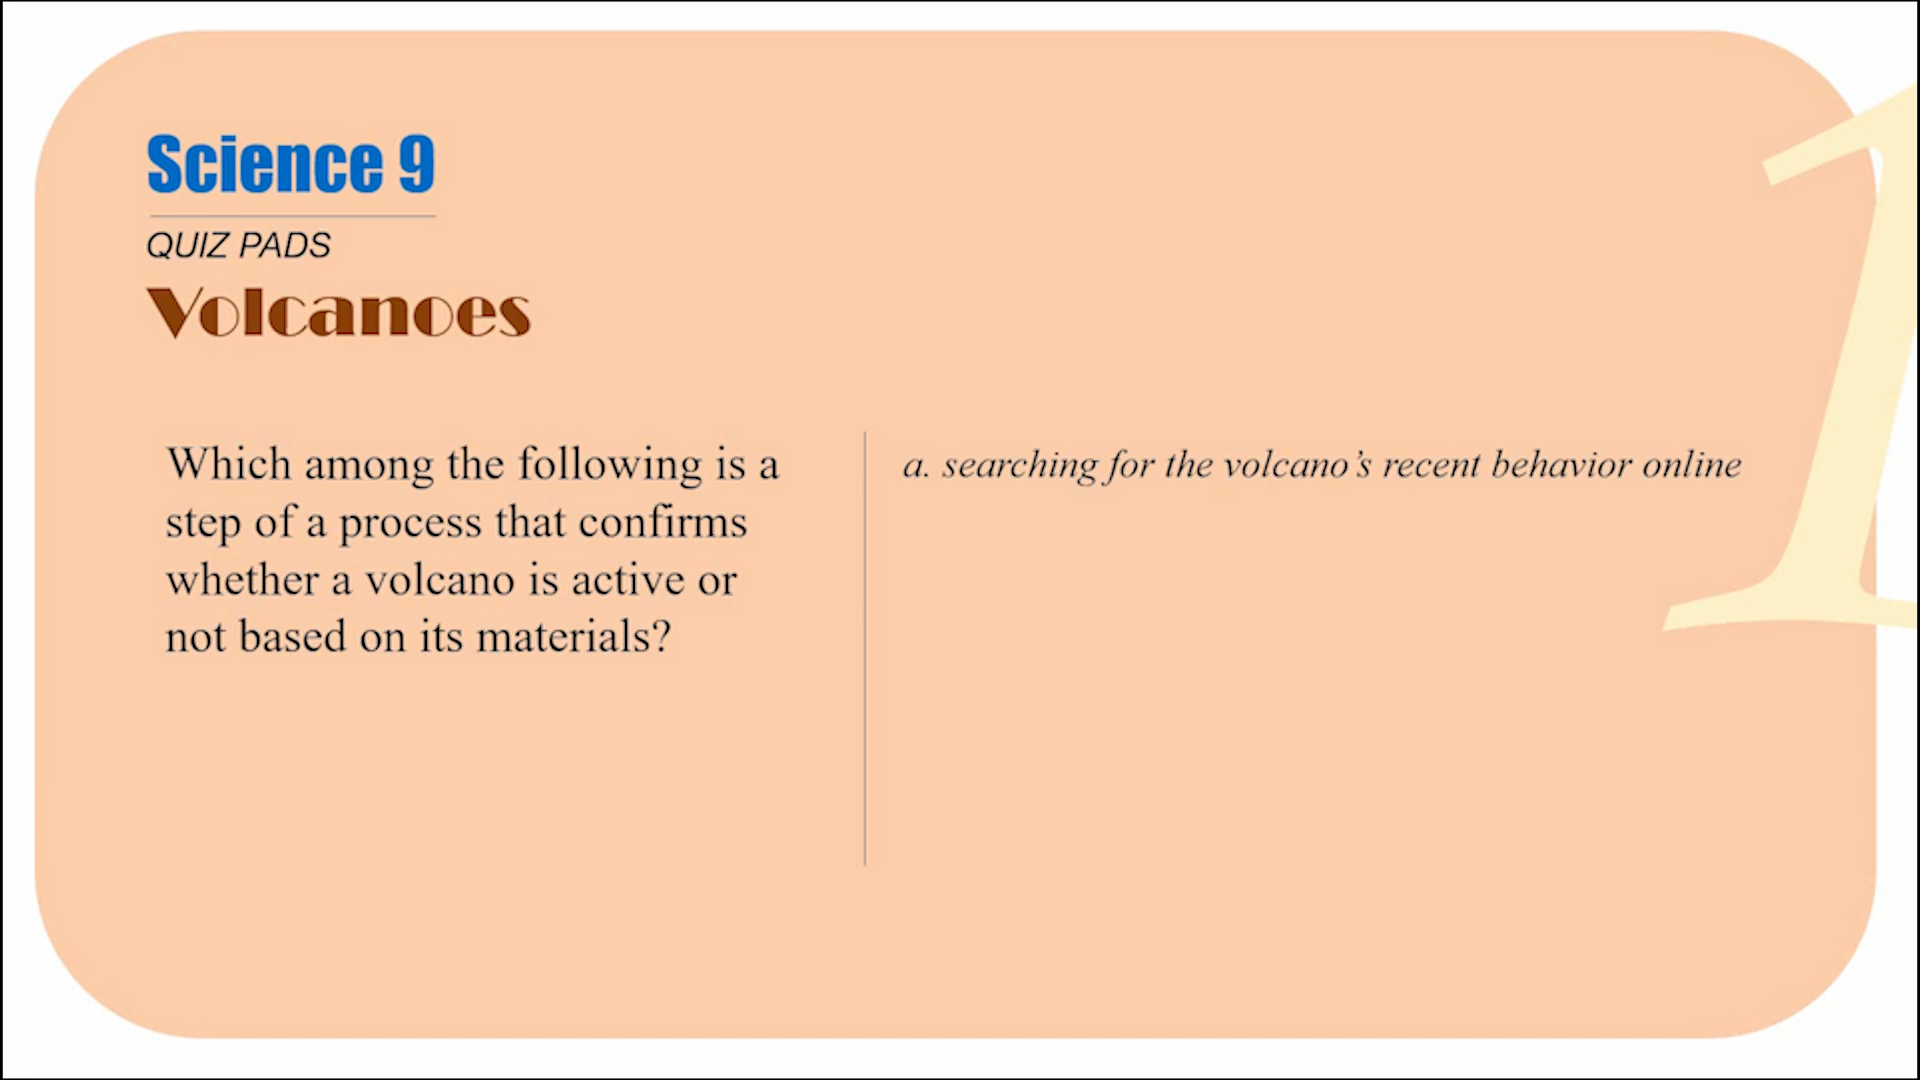 Science 9
QUIZ PADS
Volcanoes
Which among the following is a
step of a process that confirms
whether a volcano is active or
not based on its materials?
a. searching for the volcano’s recent behavior online
1